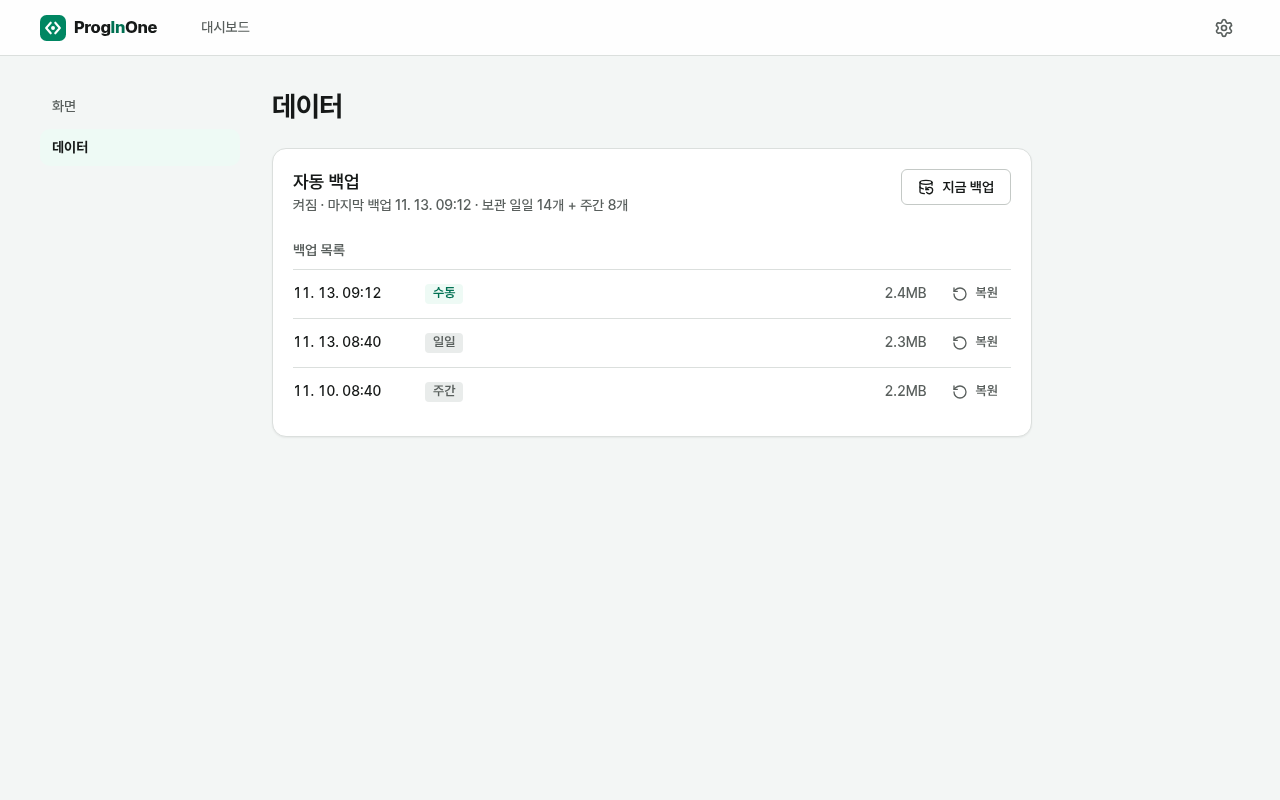 ProgInOne
대시보드
화면
데이터
데이터
자동 백업
켜짐 · 마지막 백업 11. 13. 09:12 · 보관 일일 14개 + 주간 8개
지금 백업
백업 목록
11. 13. 09:12 수동 2.4MB 복원
11. 13. 08:40 일일 2.3MB 복원
11. 10. 08:40 주간 2.2MB 복원